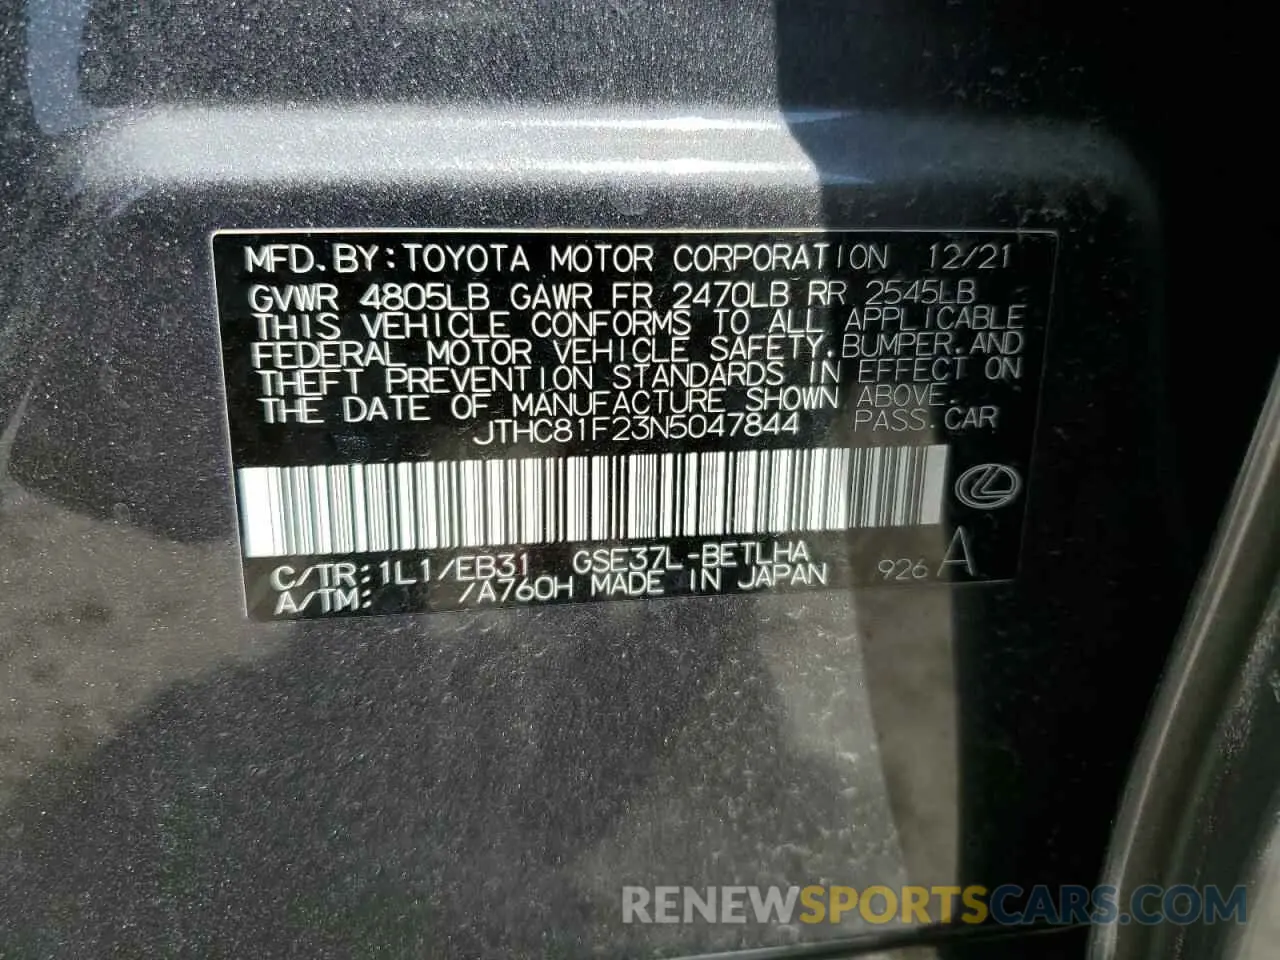 MFD. BY: TOYOTA MOTOR CORPORATION 12/21
GVWR 4805LB GAWR FR 2470LB RR 2545LB
THIS VEHICLE CONFORMS TO ALL APPLICABLE
FEDERAL MOTOR VEHICLE SAFETY, BUMPER, AND
THEFT PREVENTION STANDARDS IN EFFECT ON
THE DATE OF MANUFACTURE SHOWN ABOVE.
JTHC81F23N5047844 PASS. CAR
C/TR: 1L1/EB31 GSE37L-BETLHA
A/TM: /A760H MADE IN JAPAN 926 A
RENEWSPORTSCARS.COM